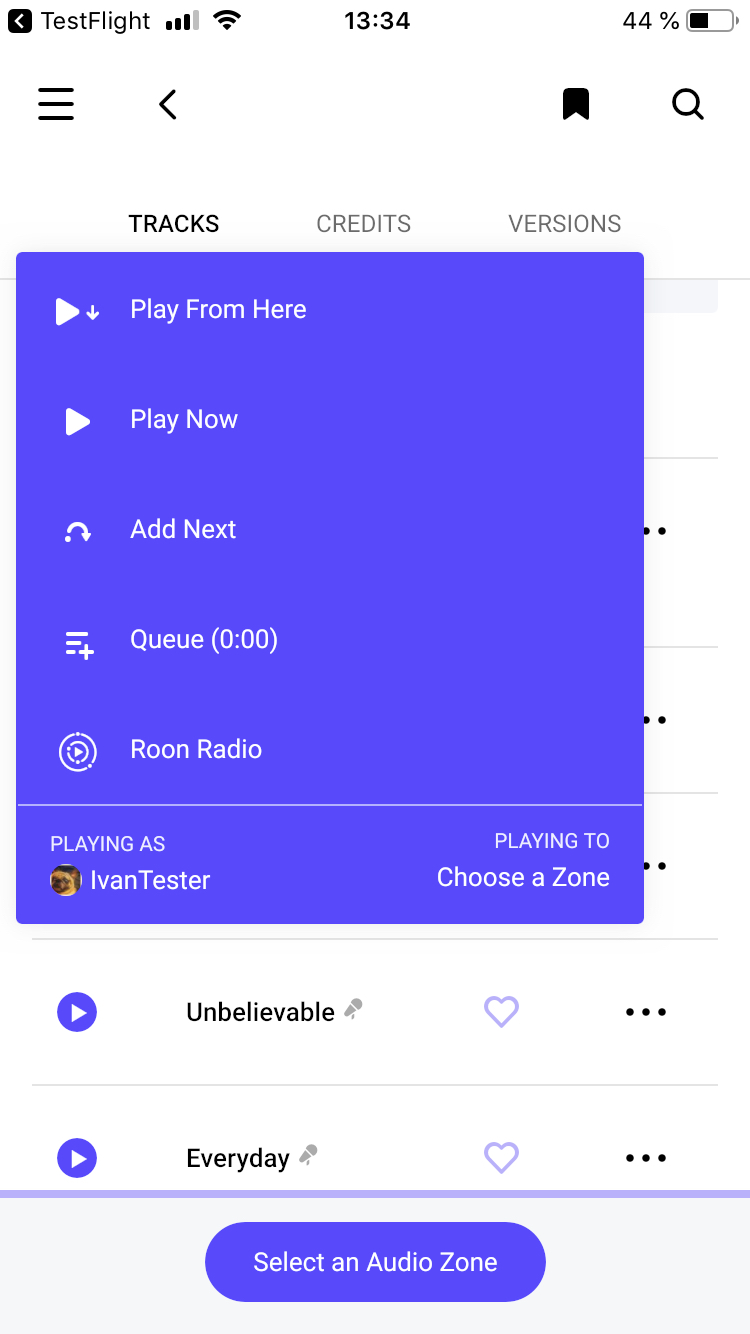 TestFlight 13:34 44 %
TRACKS CREDITS VERSIONS
Play From Here
Play Now
Add Next
Queue (0:00)
Roon Radio
PLAYING AS PLAYING TO
IvanTester Choose a Zone
Unbelievable
Everyday
Select an Audio Zone